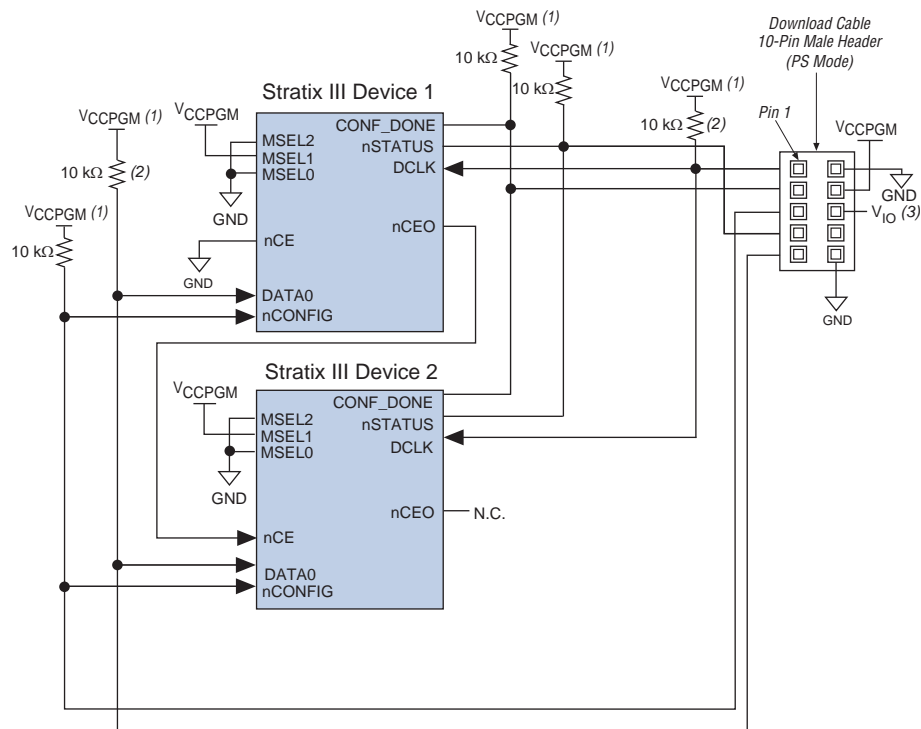 VCCPGM (1)
10 kΩ
VCCPGM (1)
10 kΩ
Download Cable
10-Pin Male Header
(PS Mode)
VCCPGM (1)
10 kΩ (2)
Pin 1
VCCPGM
GND
VIO (3)
GND
VCCPGM (1)
10 kΩ (2)
VCCPGM (1)
10 kΩ
Stratix III Device 1
VCCPGM
MSEL2
MSEL1
MSEL0
GND
CONF_DONE
nSTATUS
DCLK
nCEO
nCE
GND
DATA0
nCONFIG
Stratix III Device 2
VCCPGM
MSEL2
MSEL1
MSEL0
GND
CONF_DONE
nSTATUS
DCLK
nCEO
N.C.
nCE
DATA0
nCONFIG